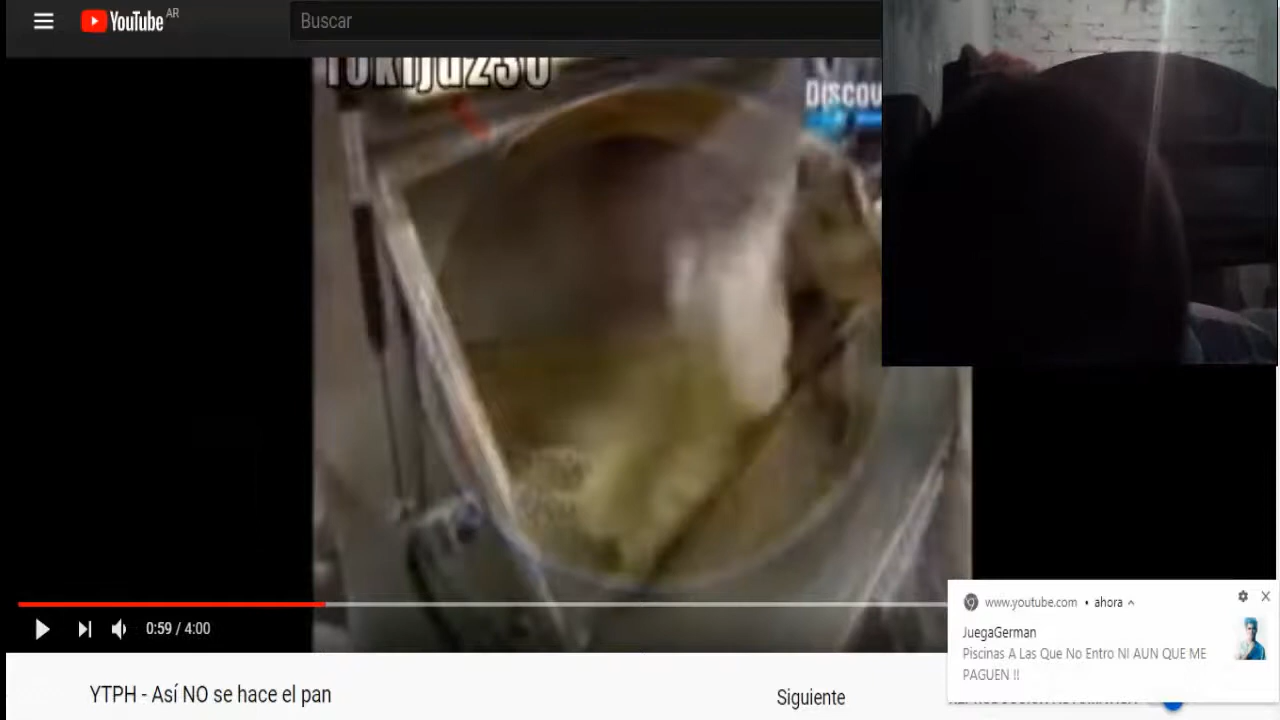 YouTube AR
Buscar
Discov
0:59 / 4:00
www.youtube.com • ahora
JuegaGerman
Piscinas A Las Que No Entro NI AUN QUE ME
PAGUEN !!
YTPH - Así NO se hace el pan
Siguiente